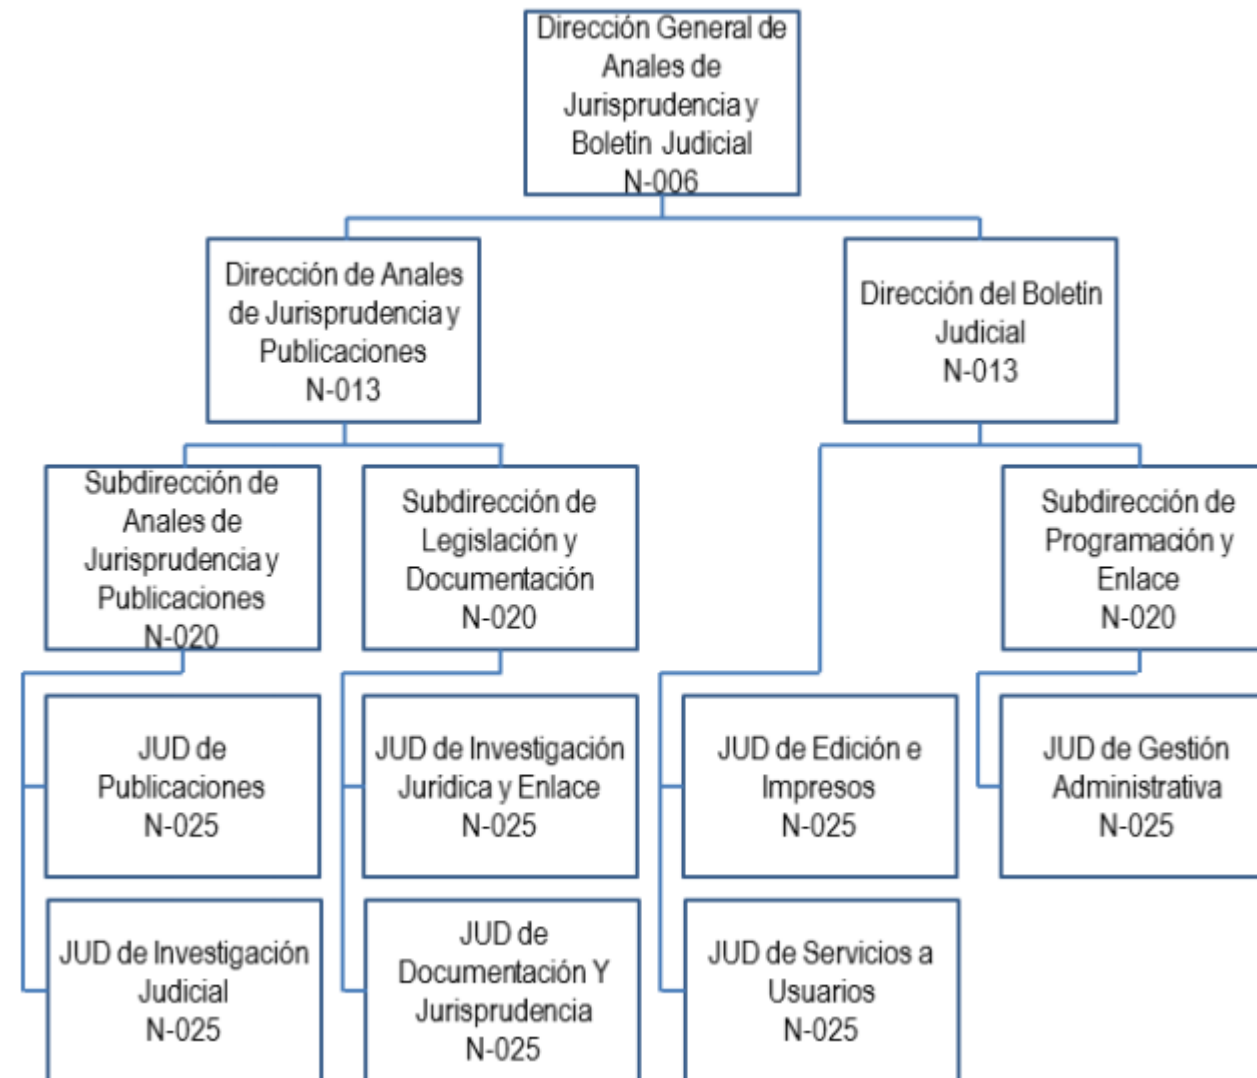 Dirección General de
Anales de
Jurisprudencia y
Boletín Judicial
N-006
Dirección de Anales
de Jurisprudencia y
Publicaciones
N-013
Dirección del Boletín
Judicial
N-013
Subdirección de
Anales de
Jurisprudencia y
Publicaciones
N-020
Subdirección de
Legislación y
Documentación
N-020
Subdirección de
Programación y
Enlace
N-020
JUD de
Publicaciones
N-025
JUD de Investigación
Jurídica y Enlace
N-025
JUD de Edición e
Impresos
N-025
JUD de Gestión
Administrativa
N-025
JUD de Investigación
Judicial
N-025
JUD de
Documentación Y
Jurisprudencia
N-025
JUD de Servicios a
Usuarios
N-025